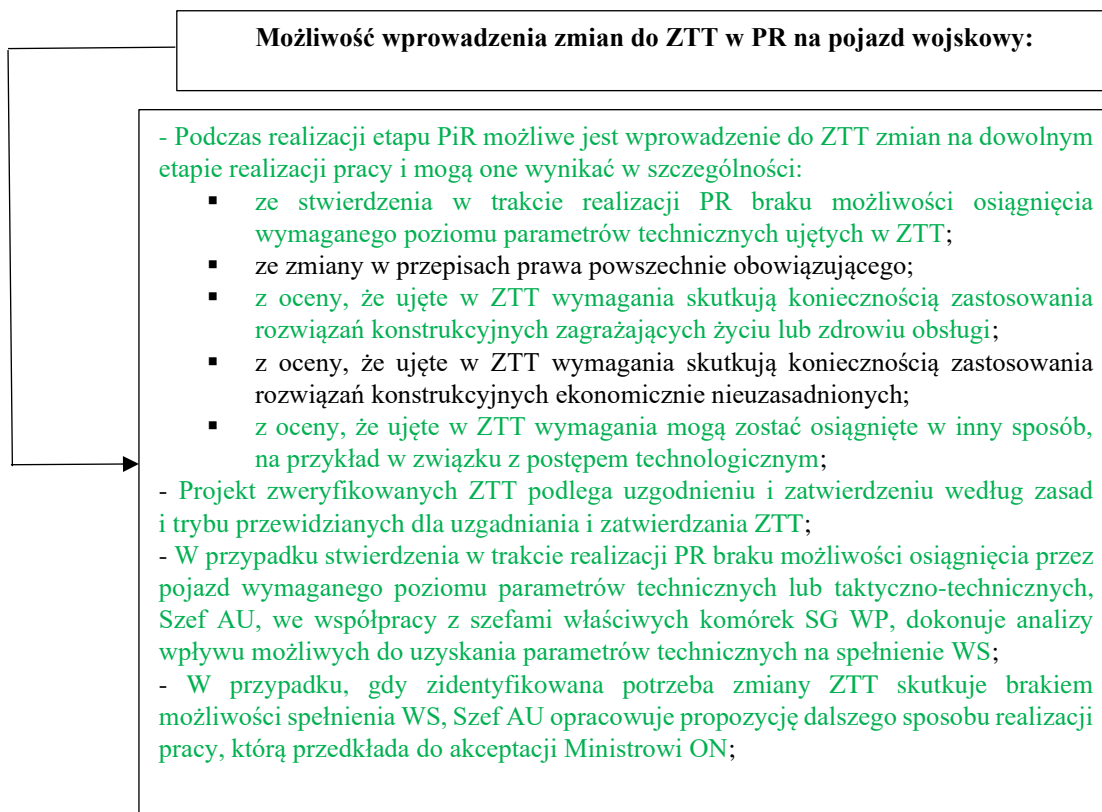 Możliwość wprowadzenia zmian do ZTT w PR na pojazd wojskowy:
- Podczas realizacji etapu PiR możliwe jest wprowadzenie do ZTT zmian na dowolnym
etapie realizacji pracy i mogą one wynikać w szczególności:
▪ ze stwierdzenia w trakcie realizacji PR braku możliwości osiągnięcia
wymaganego poziomu parametrów technicznych ujętych w ZTT;
▪ ze zmiany w przepisach prawa powszechnie obowiązującego;
▪ z oceny, że ujęte w ZTT wymagania skutkują koniecznością zastosowania
rozwiązań konstrukcyjnych zagrażających życiu lub zdrowiu obsługi;
▪ z oceny, że ujęte w ZTT wymagania skutkują koniecznością zastosowania
rozwiązań konstrukcyjnych ekonomicznie nieuzasadnionych;
▪ z oceny, że ujęte w ZTT wymagania mogą zostać osiągnięte w inny sposób,
na przykład w związku z postępem technologicznym;
- Projekt zweryfikowanych ZTT podlega uzgodnieniu i zatwierdzeniu według zasad
i trybu przewidzianych dla uzgadniania i zatwierdzania ZTT;
- W przypadku stwierdzenia w trakcie realizacji PR braku możliwości osiągnięcia przez
pojazd wymaganego poziomu parametrów technicznych lub taktyczno-technicznych,
Szef AU, we współpracy z szefami właściwych komórek SG WP, dokonuje analizy
wpływu możliwych do uzyskania parametrów technicznych na spełnienie WS;
- W przypadku, gdy zidentyfikowana potrzeba zmiany ZTT skutkuje brakiem
możliwości spełnienia WS, Szef AU opracowuje propozycję dalszego sposobu realizacji
pracy, którą przedkłada do akceptacji Ministrowi ON;